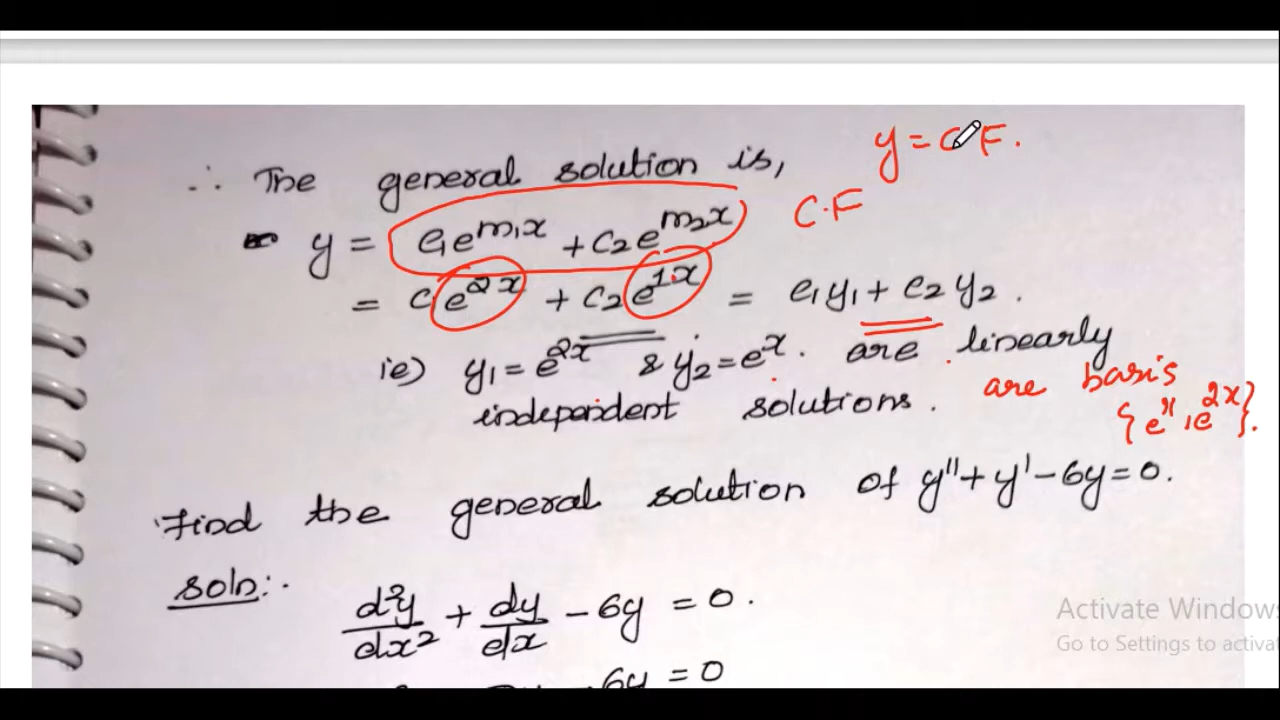 ∴ The general solution is,
y = C.F.
y = c₁e^{m₁x} + c₂e^{m₂x}
C.F
= c e^{2x} + c₂e^{1x} = c₁y₁ + c₂y₂.
ie) y₁ = e^{2x} & y₂ = e^x. are linearly
independent solutions. are basis
{e^x, e^{2x}}.
Find the general solution of y'' + y' - 6y = 0.
Soln:.
d²y/dx² + dy/dx - 6y = 0.
- 6y = 0
Activate Windows
Go to Settings to activat